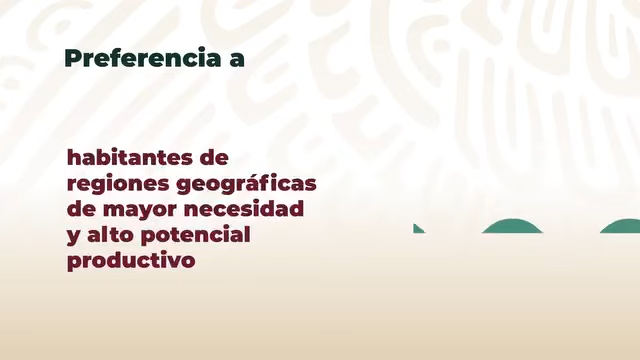 Preferencia a
habitantes de
regiones geográficas
de mayor necesidad
y alto potencial
productivo